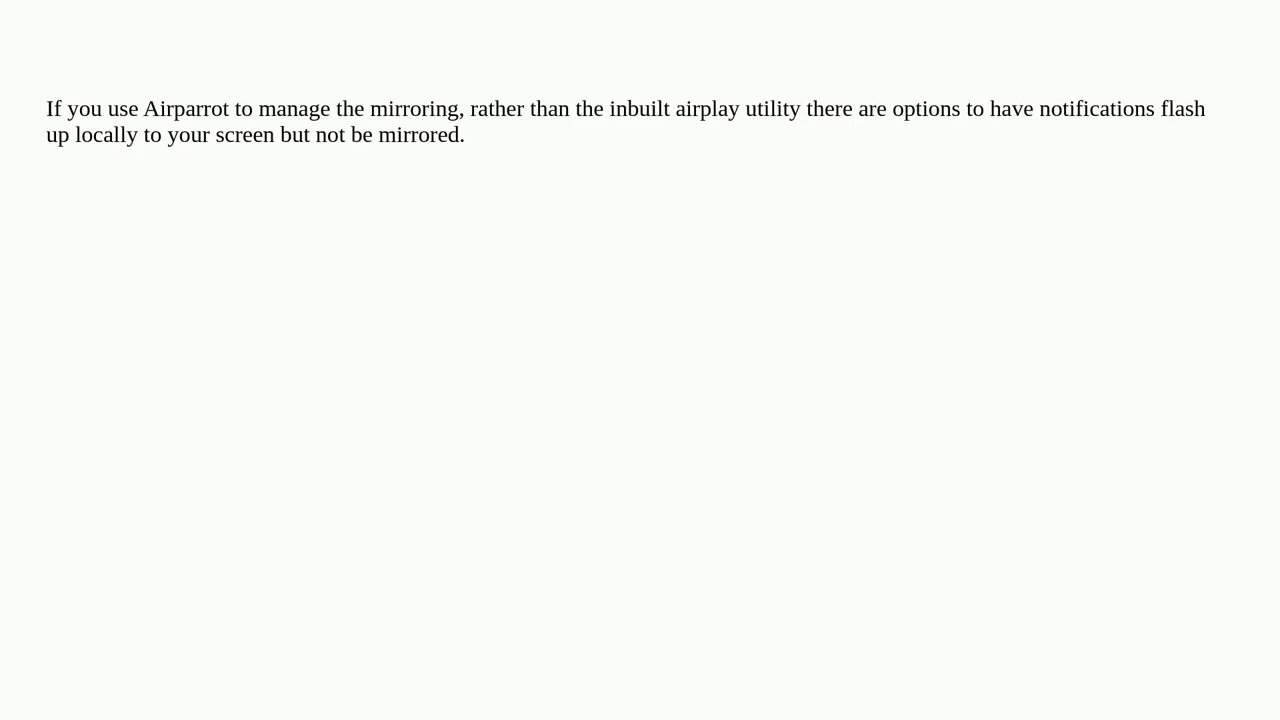 If you use Airparrot to manage the mirroring, rather than the inbuilt airplay utility there are options to have notifications flash
up locally to your screen but not be mirrored.